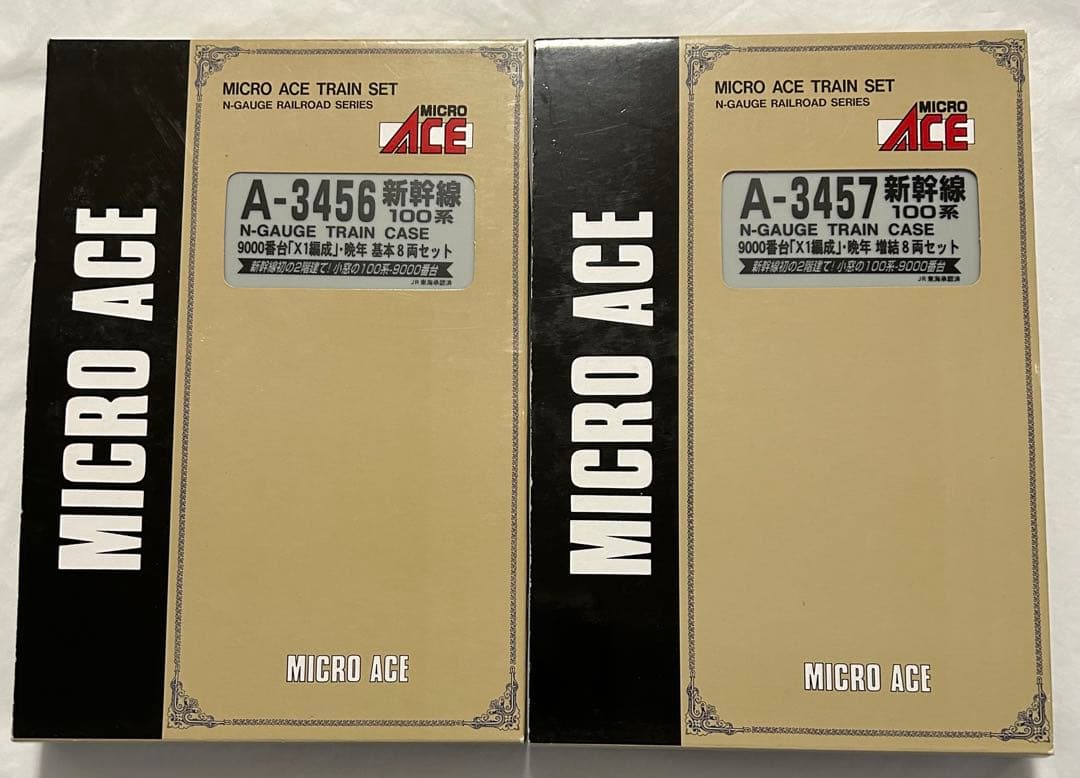 MICRO ACE
MICRO ACE TRAIN SET
N-GAUGE RAILROAD SERIES
MICRO
ACE
A-3456 新幹線
100系
N-GAUGE TRAIN CASE
9000番台「X1編成」・晩年 基本8両セット
新幹線初の2階建て!小窓の100系-9000番台
JR東海承認済
MICRO ACE
MICRO ACE
MICRO ACE TRAIN SET
N-GAUGE RAILROAD SERIES
MICRO
ACE
A-3457 新幹線
100系
N-GAUGE TRAIN CASE
9000番台「X1編成」・晩年 増結8両セット
新幹線初の2階建て!小窓の100系-9000番台
JR東海承認済
MICRO ACE